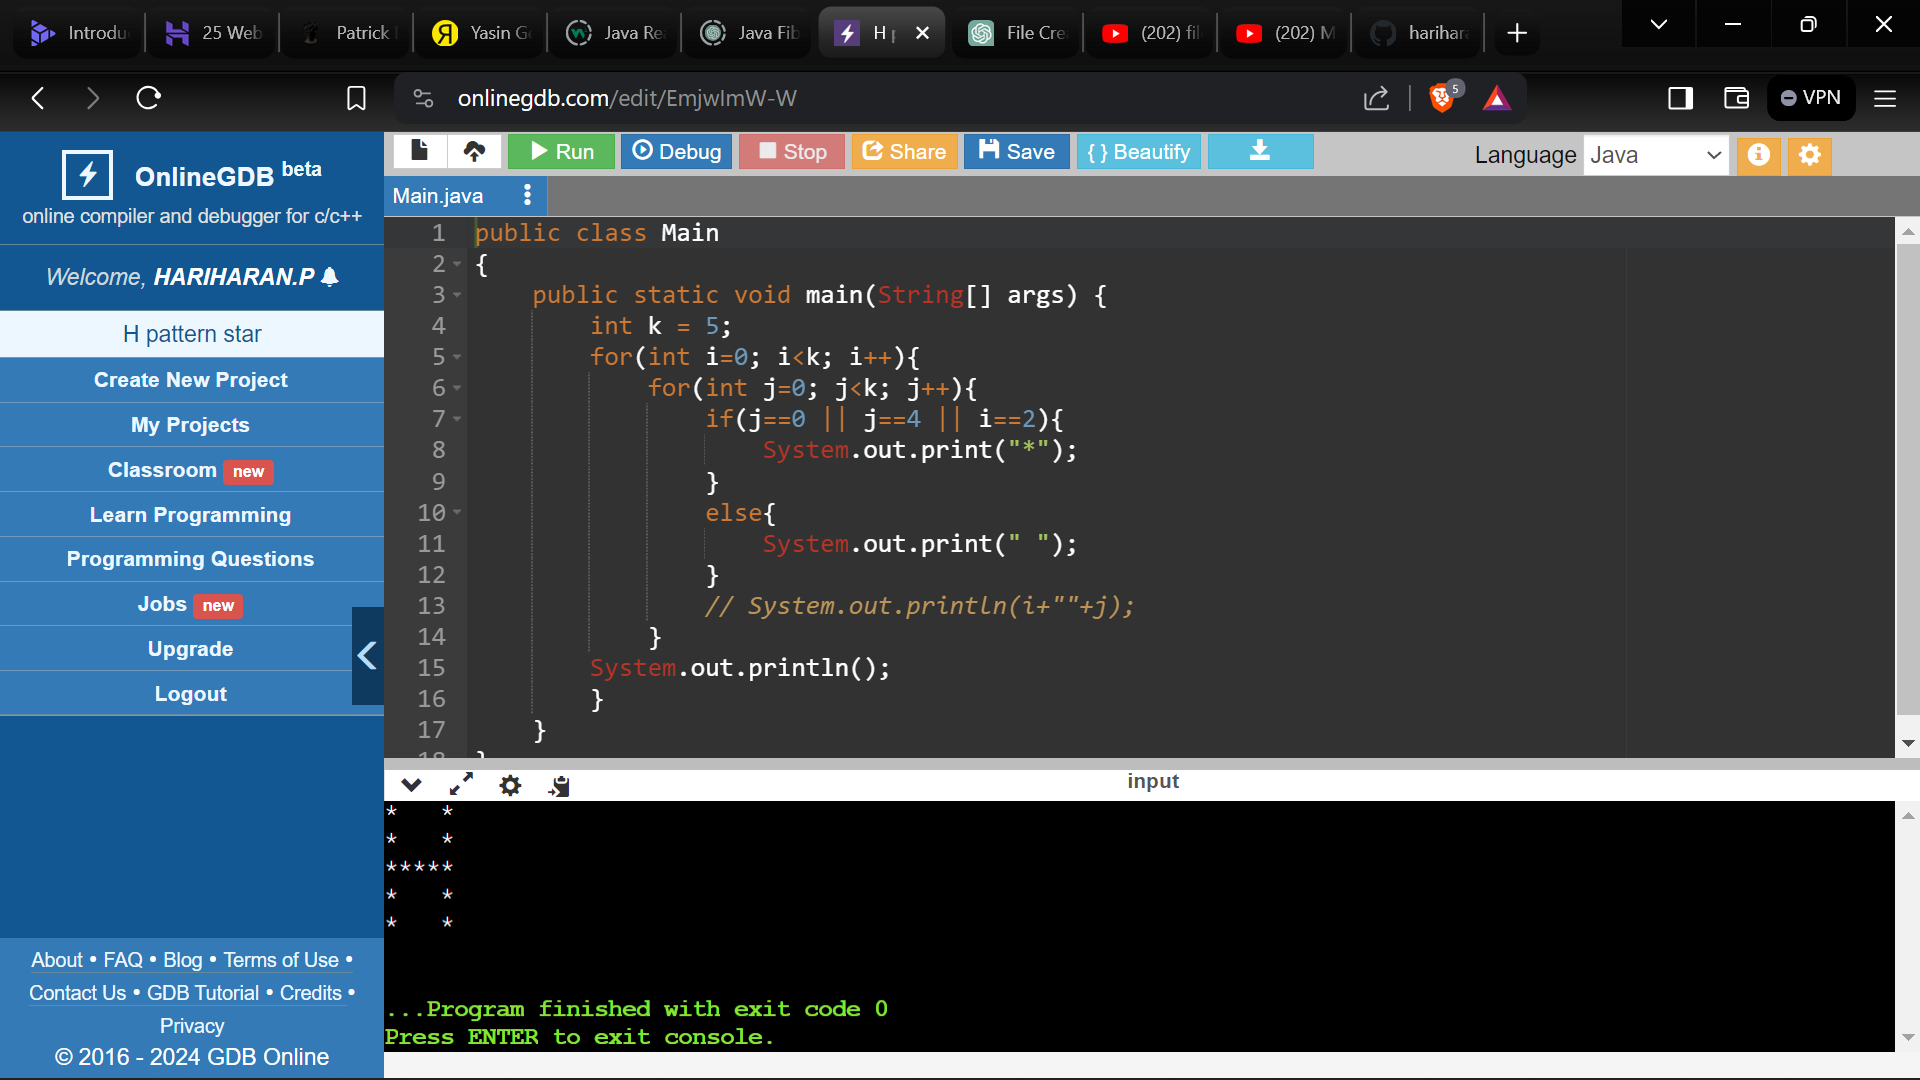 Introdu
25 Web
Patrick
Yasin G
Java Re
Java Fib
H p
File Cre
(202) fil
(202) M
harihar
onlinegdb.com/edit/EmjwImW-W
5
VPN
OnlineGDB beta
online compiler and debugger for c/c++
Welcome, HARIHARAN.P
H pattern star
Create New Project
My Projects
Classroom new
Learn Programming
Programming Questions
Jobs new
Upgrade
Logout
About • FAQ • Blog • Terms of Use •
Contact Us • GDB Tutorial • Credits •
Privacy
© 2016 - 2024 GDB Online
Run Debug Stop Share Save { } Beautify
Language Java
Main.java
1 public class Main
2 {
3 public static void main(String[] args) {
4 int k = 5;
5 for(int i=0; i<k; i++){
6 for(int j=0; j<k; j++){
7 if(j==0 || j==4 || i==2){
8 System.out.print("*");
9 }
10 else{
11 System.out.print(" ");
12 }
13 // System.out.println(i+""+j);
14 }
15 System.out.println();
16 }
17 }
18 }
input
*   *
*   *
*****
*   *
*   *
...Program finished with exit code 0
Press ENTER to exit console.